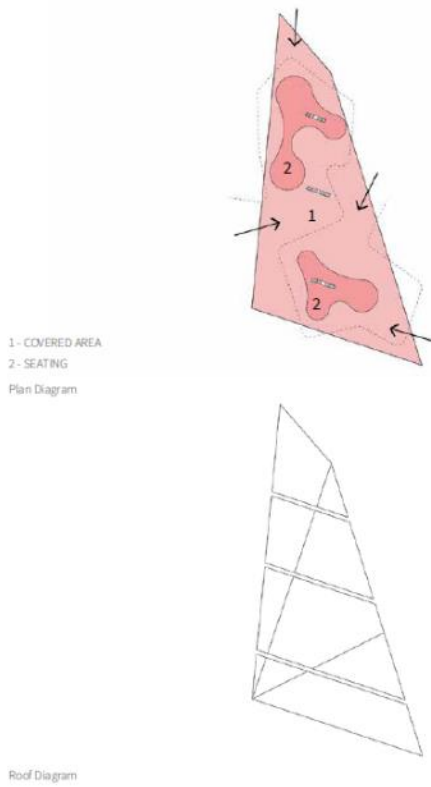 2
1
2
1 - COVERED AREA
2 - SEATING
Plan Diagram
Roof Diagram